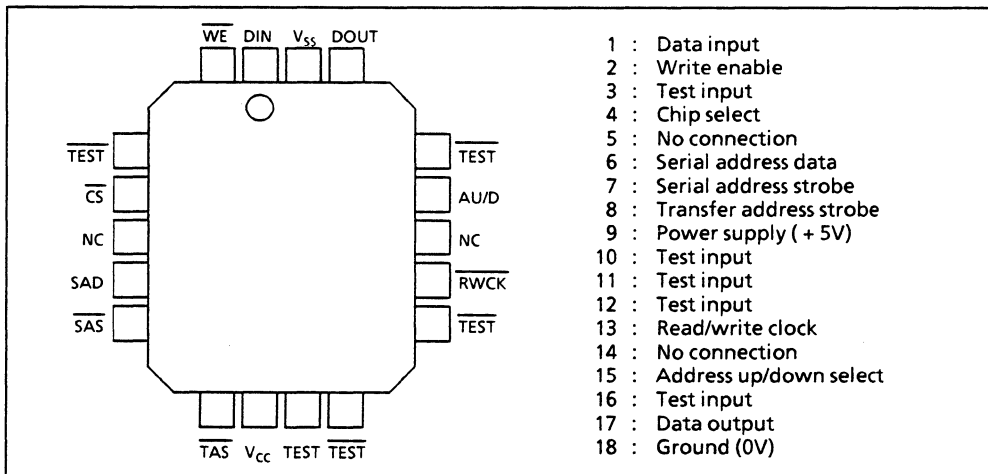 WE DIN VSS DOUT
TEST
CS
NC
SAD
SAS
TEST
AU/D
NC
RWCK
TEST
TAS VCC TEST TEST
1 : Data input
2 : Write enable
3 : Test input
4 : Chip select
5 : No connection
6 : Serial address data
7 : Serial address strobe
8 : Transfer address strobe
9 : Power supply ( + 5V)
10 : Test input
11 : Test input
12 : Test input
13 : Read/write clock
14 : No connection
15 : Address up/down select
16 : Test input
17 : Data output
18 : Ground (0V)